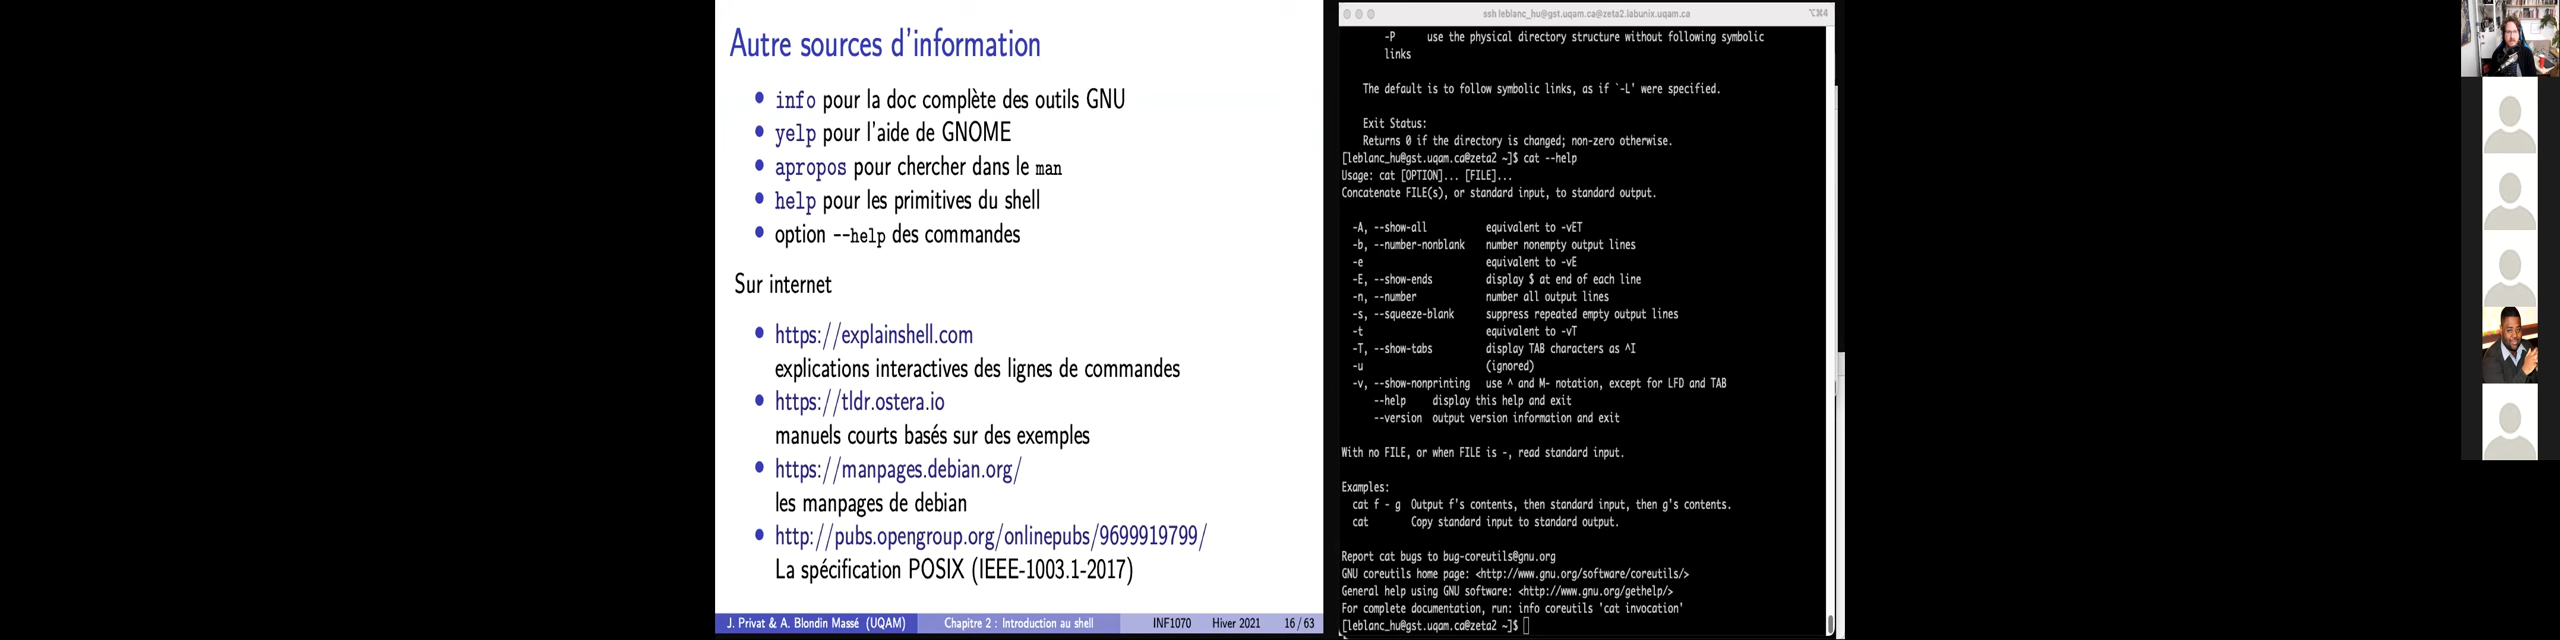 Autre sources d'information
• info pour la doc complète des outils GNU
• yelp pour l'aide de GNOME
• apropos pour chercher dans le man
• help pour les primitives du shell
• option --help des commandes
Sur internet
• https://explainshell.com
explications interactives des lignes de commandes
• https://tldr.ostera.io
manuels courts basés sur des exemples
• https://manpages.debian.org/
les manpages de debian
• http://pubs.opengroup.org/onlinepubs/9699919799/
La spécification POSIX (IEEE-1003.1-2017)
J. Privat & A. Blondin Massé (UQAM) Chapitre 2 : Introduction au shell INF1070 Hiver 2021 16 / 63
ssh leblanc_hu@gst.uqam.ca@zeta2.labunix.uqam.ca ⌥⌘4
-P use the physical directory structure without following symbolic
links
The default is to follow symbolic links, as if `-L' were specified.
Exit Status:
Returns 0 if the directory is changed; non-zero otherwise.
[leblanc_hu@gst.uqam.ca@zeta2 ~]$ cat --help
Usage: cat [OPTION]... [FILE]...
Concatenate FILE(s), or standard input, to standard output.
-A, --show-all equivalent to -vET
-b, --number-nonblank number nonempty output lines
-e equivalent to -vE
-E, --show-ends display $ at end of each line
-n, --number number all output lines
-s, --squeeze-blank suppress repeated empty output lines
-t equivalent to -vT
-T, --show-tabs display TAB characters as ^I
-u (ignored)
-v, --show-nonprinting use ^ and M- notation, except for LFD and TAB
--help display this help and exit
--version output version information and exit
With no FILE, or when FILE is -, read standard input.
Examples:
cat f - g Output f's contents, then standard input, then g's contents.
cat Copy standard input to standard output.
Report cat bugs to bug-coreutils@gnu.org
GNU coreutils home page: <http://www.gnu.org/software/coreutils/>
General help using GNU software: <http://www.gnu.org/gethelp/>
For complete documentation, run: info coreutils 'cat invocation'
[leblanc_hu@gst.uqam.ca@zeta2 ~]$